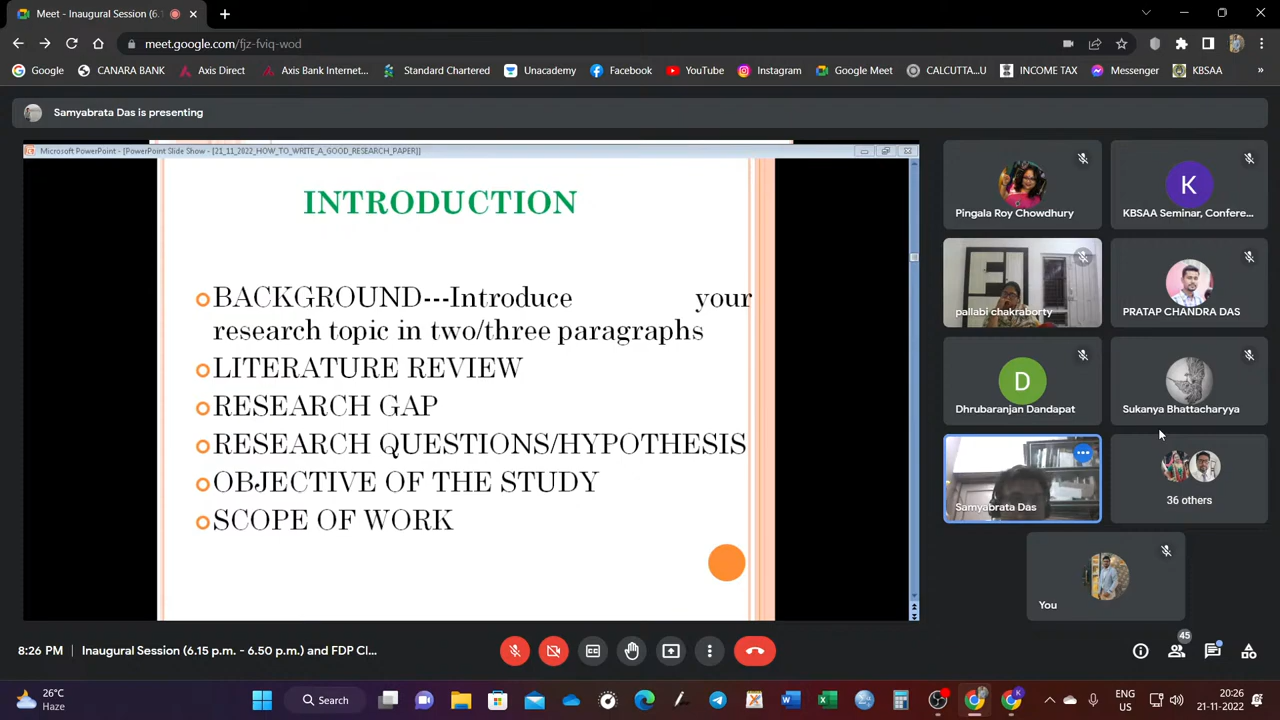 Meet - Inaugural Session (6.1
meet.google.com/fjz-fviq-wod
Google
CANARA BANK
Axis Direct
Axis Bank Internet...
Standard Chartered
Unacademy
Facebook
YouTube
Instagram
Google Meet
CALCUTTA...U
INCOME TAX
Messenger
KBSAA
Samyabrata Das is presenting
Microsoft PowerPoint - [PowerPoint Slide Show - [21_11_2022_HOW_TO_WRITE_A_GOOD_RESEARCH_PAPER]]
INTRODUCTION
BACKGROUND---Introduce your
research topic in two/three paragraphs
LITERATURE REVIEW
RESEARCH GAP
RESEARCH QUESTIONS/HYPOTHESIS
OBJECTIVE OF THE STUDY
SCOPE OF WORK
Pingala Roy Chowdhury
K
KBSAA Seminar, Confere...
pallabi chakraborty
PRATAP CHANDRA DAS
D
Dhrubaranjan Dandapat
Sukanya Bhattacharyya
Samyabrata Das
36 others
You
8:26 PM
Inaugural Session (6.15 p.m. - 6.50 p.m.) and FDP Cl...
45
26°C
Haze
Search
ENG
US
20:26
21-11-2022